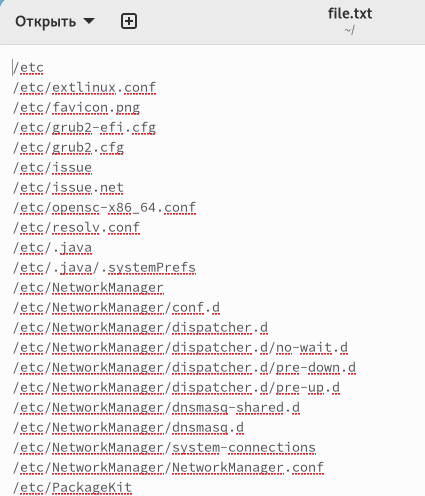 Открыть
file.txt
~/
/etc
/etc/extlinux.conf
/etc/favicon.png
/etc/grub2-efi.cfg
/etc/grub2.cfg
/etc/issue
/etc/issue.net
/etc/opensc-x86_64.conf
/etc/resolv.conf
/etc/.java
/etc/.java/.systemPrefs
/etc/NetworkManager
/etc/NetworkManager/conf.d
/etc/NetworkManager/dispatcher.d
/etc/NetworkManager/dispatcher.d/no-wait.d
/etc/NetworkManager/dispatcher.d/pre-down.d
/etc/NetworkManager/dispatcher.d/pre-up.d
/etc/NetworkManager/dnsmasq-shared.d
/etc/NetworkManager/dnsmasq.d
/etc/NetworkManager/system-connections
/etc/NetworkManager/NetworkManager.conf
/etc/PackageKit